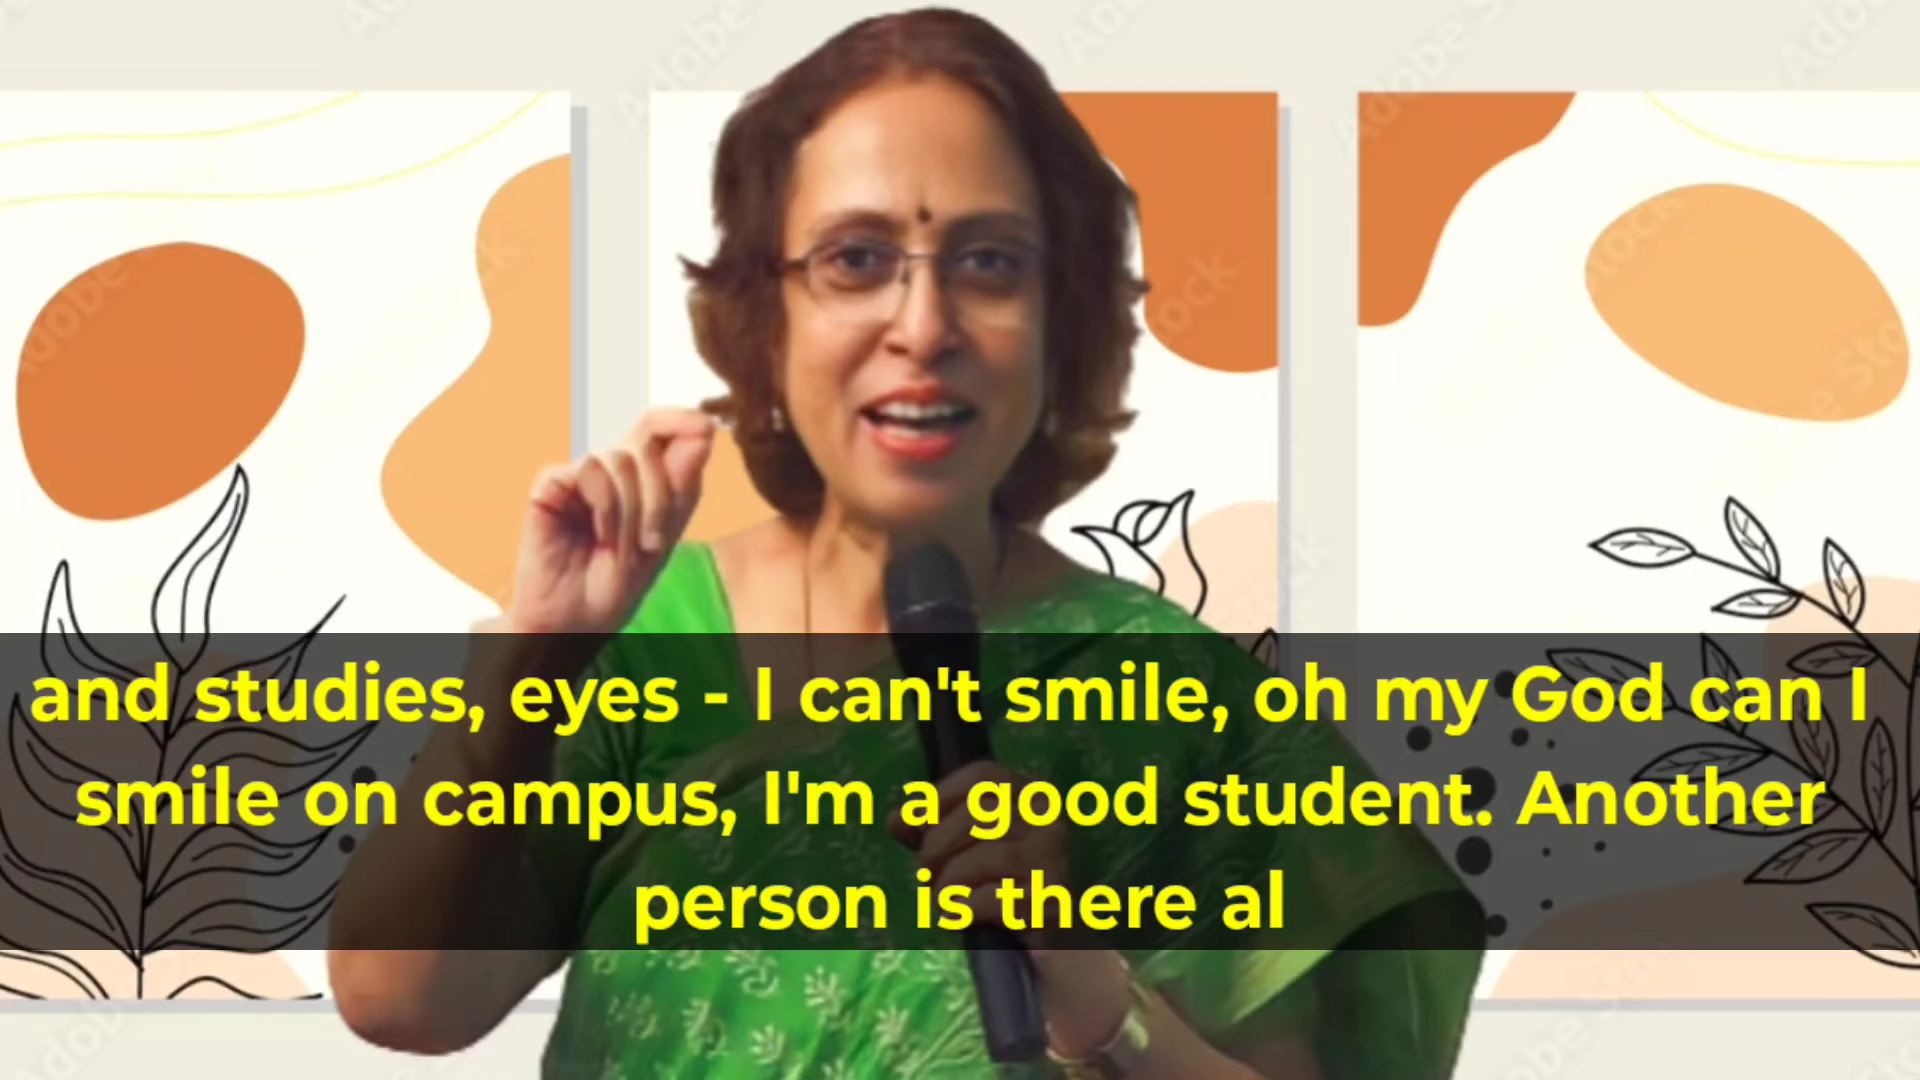 and studies, eyes - I can't smile, oh my God can I
smile on campus, I'm a good student. Another
person is there al